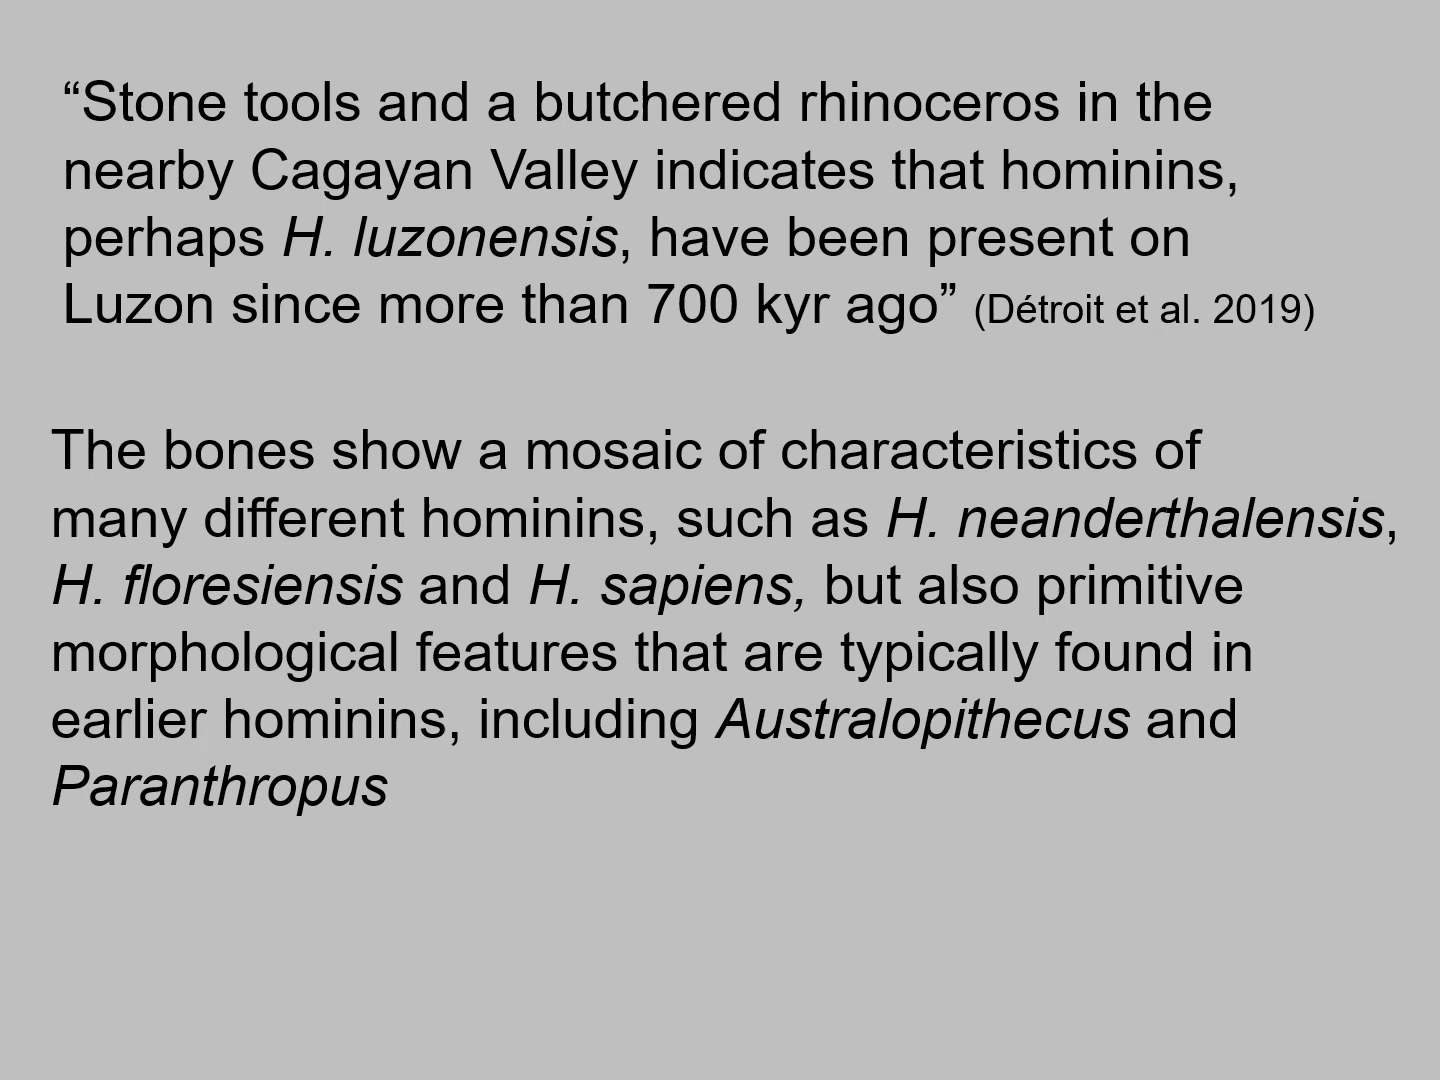 “Stone tools and a butchered rhinoceros in the
nearby Cagayan Valley indicates that hominins,
perhaps H. luzonensis, have been present on
Luzon since more than 700 kyr ago” (Détroit et al. 2019)
The bones show a mosaic of characteristics of
many different hominins, such as H. neanderthalensis,
H. floresiensis and H. sapiens, but also primitive
morphological features that are typically found in
earlier hominins, including Australopithecus and
Paranthropus